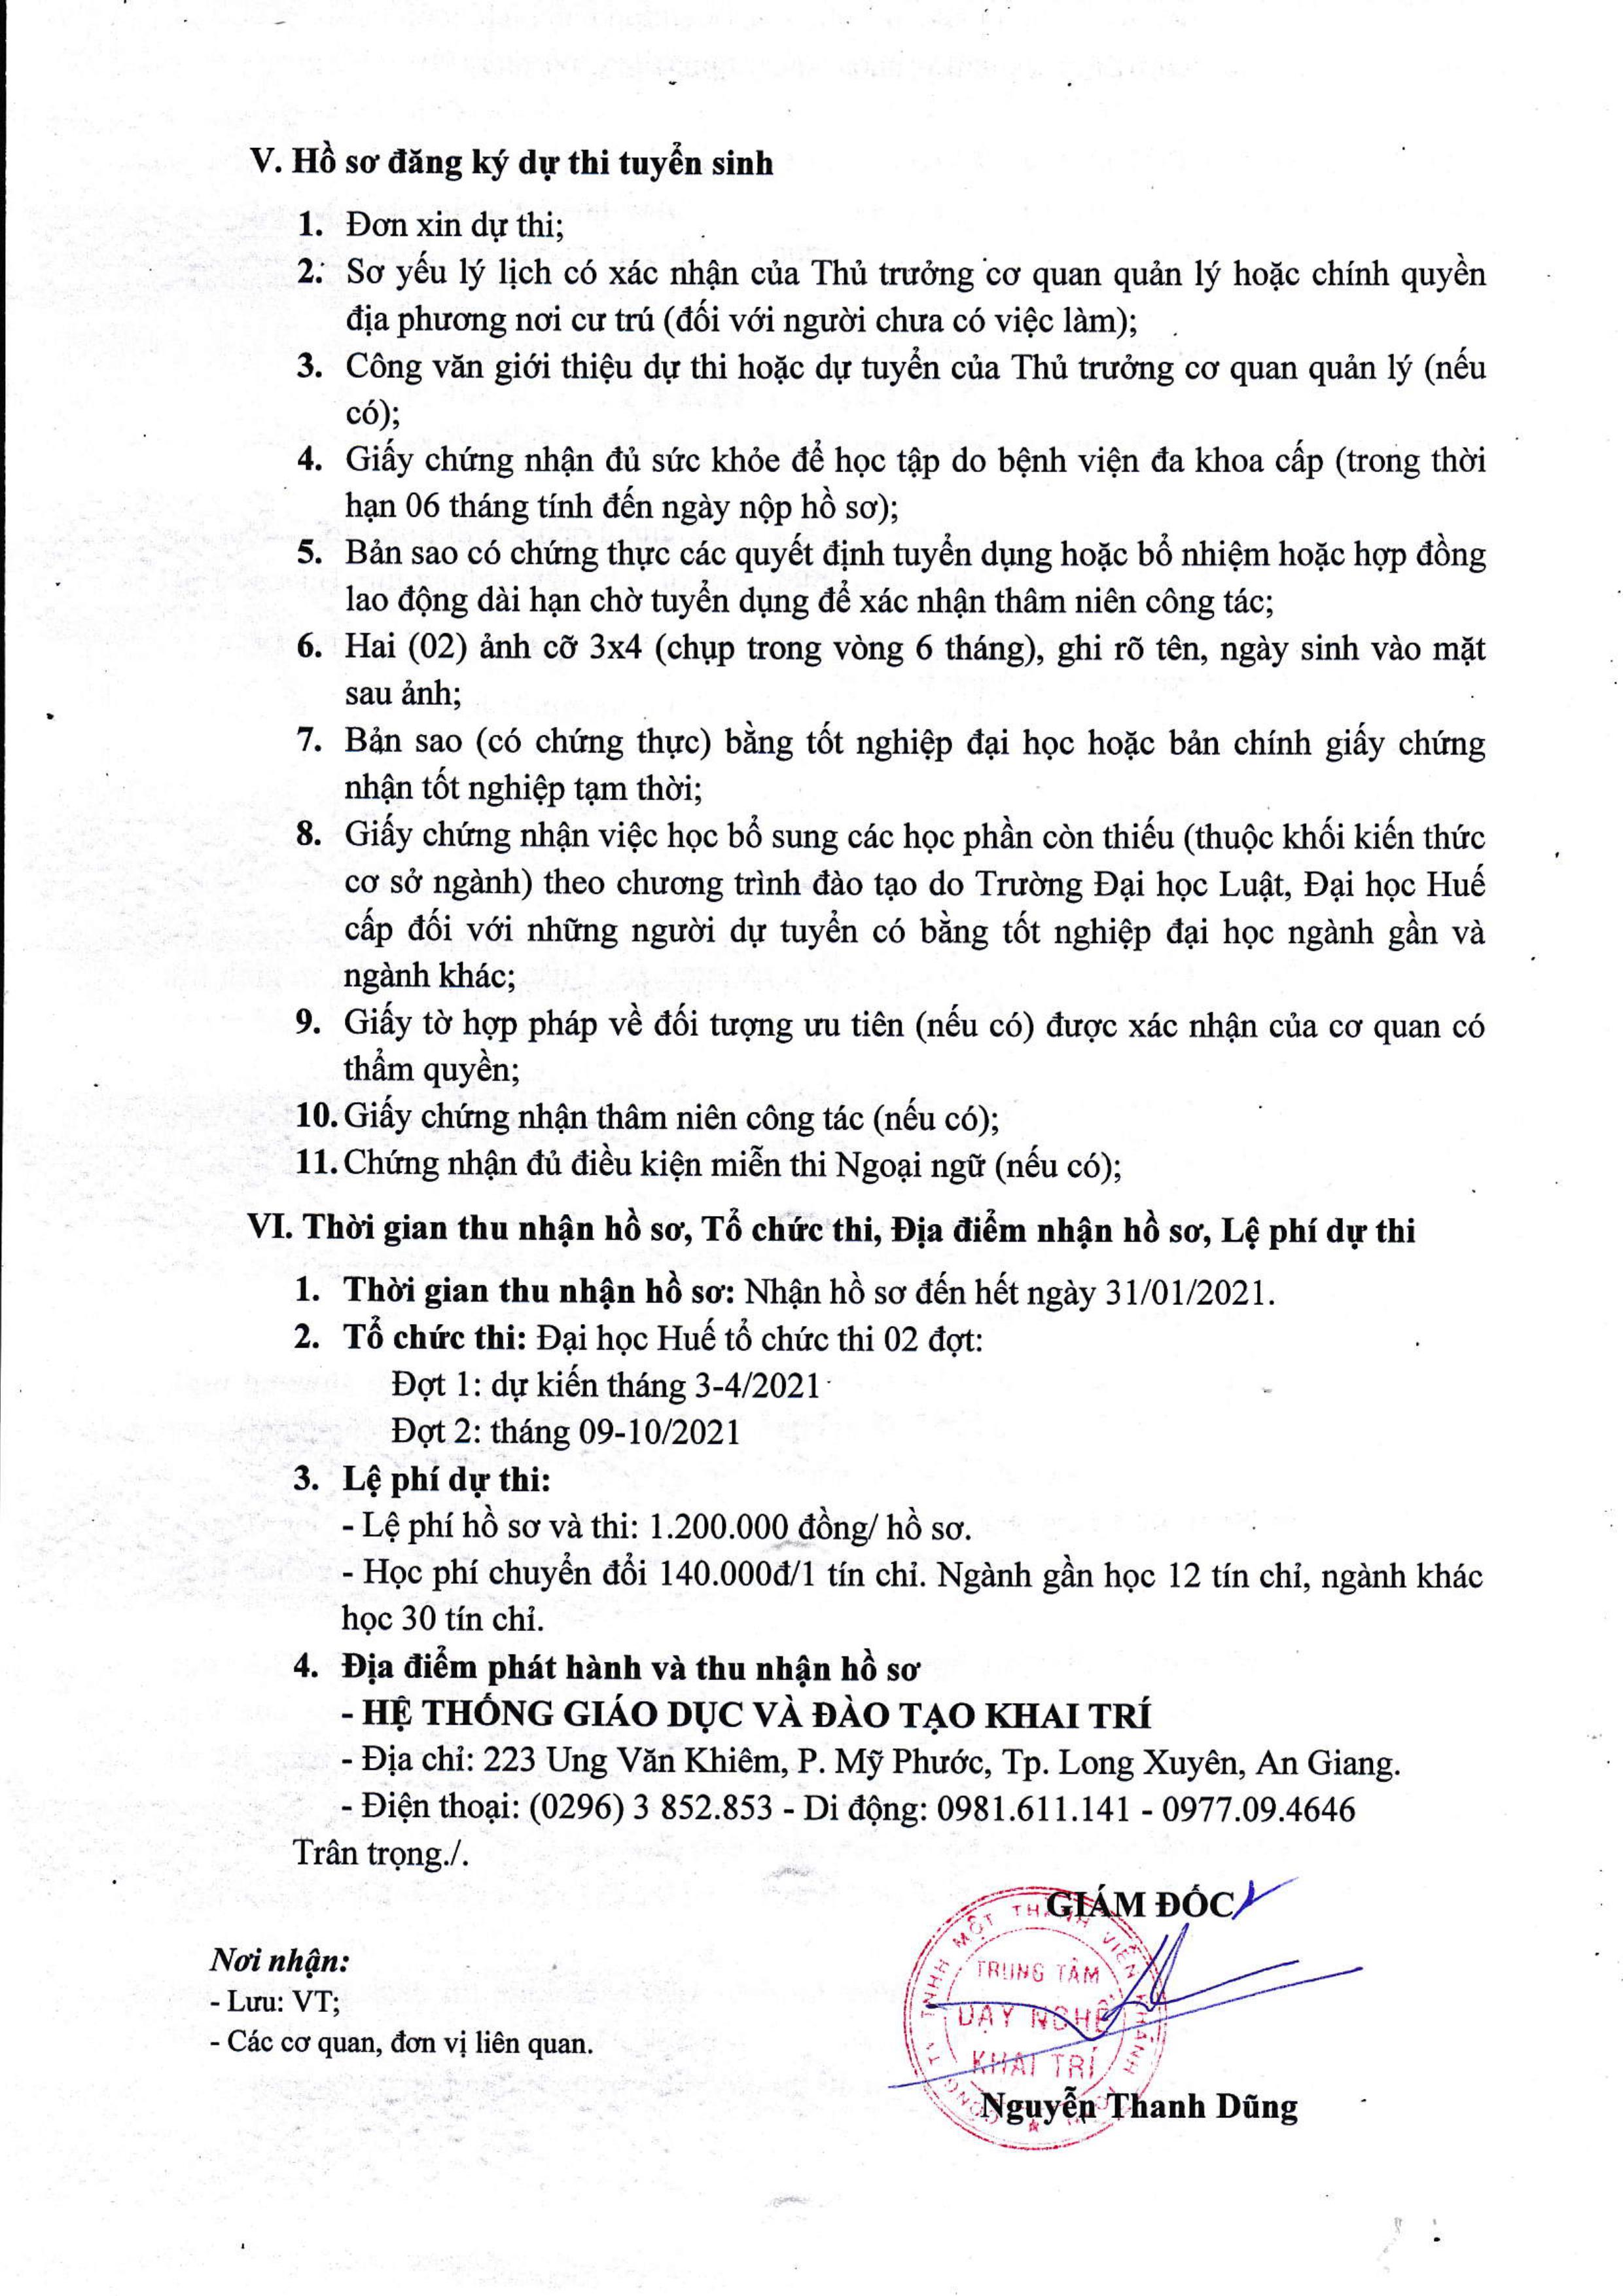 V. Hồ sơ đăng ký dự thi tuyển sinh
1. Đơn xin dự thi;
2. Sơ yếu lý lịch có xác nhận của Thủ trưởng cơ quan quản lý hoặc chính quyền
địa phương nơi cư trú (đối với người chưa có việc làm);
3. Công văn giới thiệu dự thi hoặc dự tuyển của Thủ trưởng cơ quan quản lý (nếu
có);
4. Giấy chứng nhận đủ sức khỏe để học tập do bệnh viện đa khoa cấp (trong thời
hạn 06 tháng tính đến ngày nộp hồ sơ);
5. Bản sao có chứng thực các quyết định tuyển dụng hoặc bổ nhiệm hoặc hợp đồng
lao động dài hạn chờ tuyển dụng để xác nhận thâm niên công tác;
6. Hai (02) ảnh cỡ 3x4 (chụp trong vòng 6 tháng), ghi rõ tên, ngày sinh vào mặt
sau ảnh;
7. Bản sao (có chứng thực) bằng tốt nghiệp đại học hoặc bản chính giấy chứng
nhận tốt nghiệp tạm thời;
8. Giấy chứng nhận việc học bổ sung các học phần còn thiếu (thuộc khối kiến thức
cơ sở ngành) theo chương trình đào tạo do Trường Đại học Luật, Đại học Huế
cấp đối với những người dự tuyển có bằng tốt nghiệp đại học ngành gần và
ngành khác;
9. Giấy tờ hợp pháp về đối tượng ưu tiên (nếu có) được xác nhận của cơ quan có
thẩm quyền;
10. Giấy chứng nhận thâm niên công tác (nếu có);
11. Chứng nhận đủ điều kiện miễn thi Ngoại ngữ (nếu có);
VI. Thời gian thu nhận hồ sơ, Tổ chức thi, Địa điểm nhận hồ sơ, Lệ phí dự thi
1. Thời gian thu nhận hồ sơ: Nhận hồ sơ đến hết ngày 31/01/2021.
2. Tổ chức thi: Đại học Huế tổ chức thi 02 đợt:
Đợt 1: dự kiến tháng 3-4/2021
Đợt 2: tháng 09-10/2021
3. Lệ phí dự thi:
- Lệ phí hồ sơ và thi: 1.200.000 đồng/ hồ sơ.
- Học phí chuyển đổi 140.000đ/1 tín chỉ. Ngành gần học 12 tín chỉ, ngành khác
học 30 tín chỉ.
4. Địa điểm phát hành và thu nhận hồ sơ
- HỆ THỐNG GIÁO DỤC VÀ ĐÀO TẠO KHAI TRÍ
- Địa chỉ: 223 Ung Văn Khiêm, P. Mỹ Phước, Tp. Long Xuyên, An Giang.
- Điện thoại: (0296) 3 852.853 - Di động: 0981.611.141 - 0977.09.4646
Trân trọng./.
GIÁM ĐỐC
CÔNG TY TNHH MỘT THÀNH VIÊN
TRUNG TÂM
DẠY NGHỀ
KHAI TRÍ
Nguyễn Thanh Dũng
Nơi nhận:
- Lưu: VT;
- Các cơ quan, đơn vị liên quan.